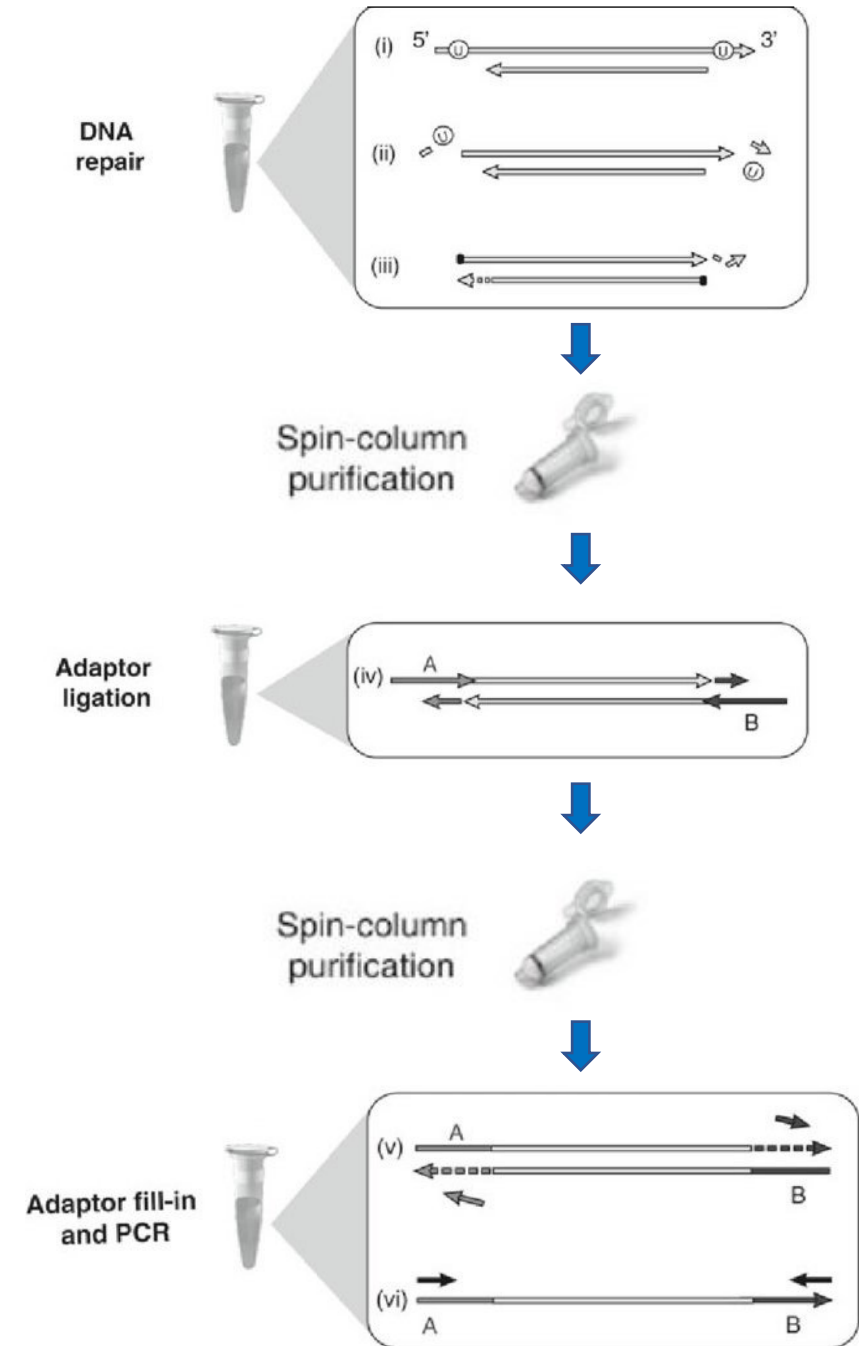 (i) 5' U U 3'
DNA
repair
(ii) U U
(iii)
Spin-column
purification
A
Adaptor
ligation
(iv)
B
Spin-column
purification
A
(v)
B
Adaptor fill-in
and PCR
(vi)
A B